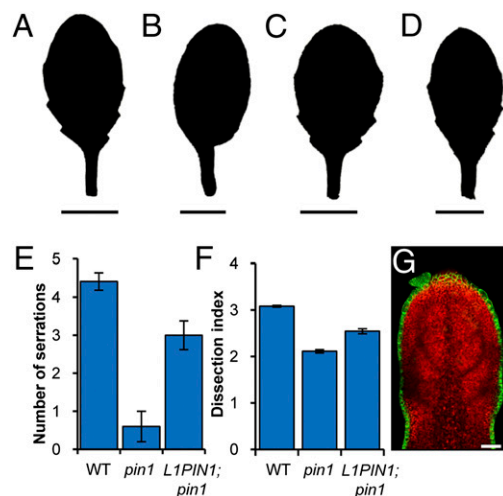 A B C D
E F G
Number of serrations
5
4
3
2
1
0
WT pin1 L1PIN1;
pin1
Dissection index
4
3
2
1
0
WT pin1 L1PIN1;
pin1